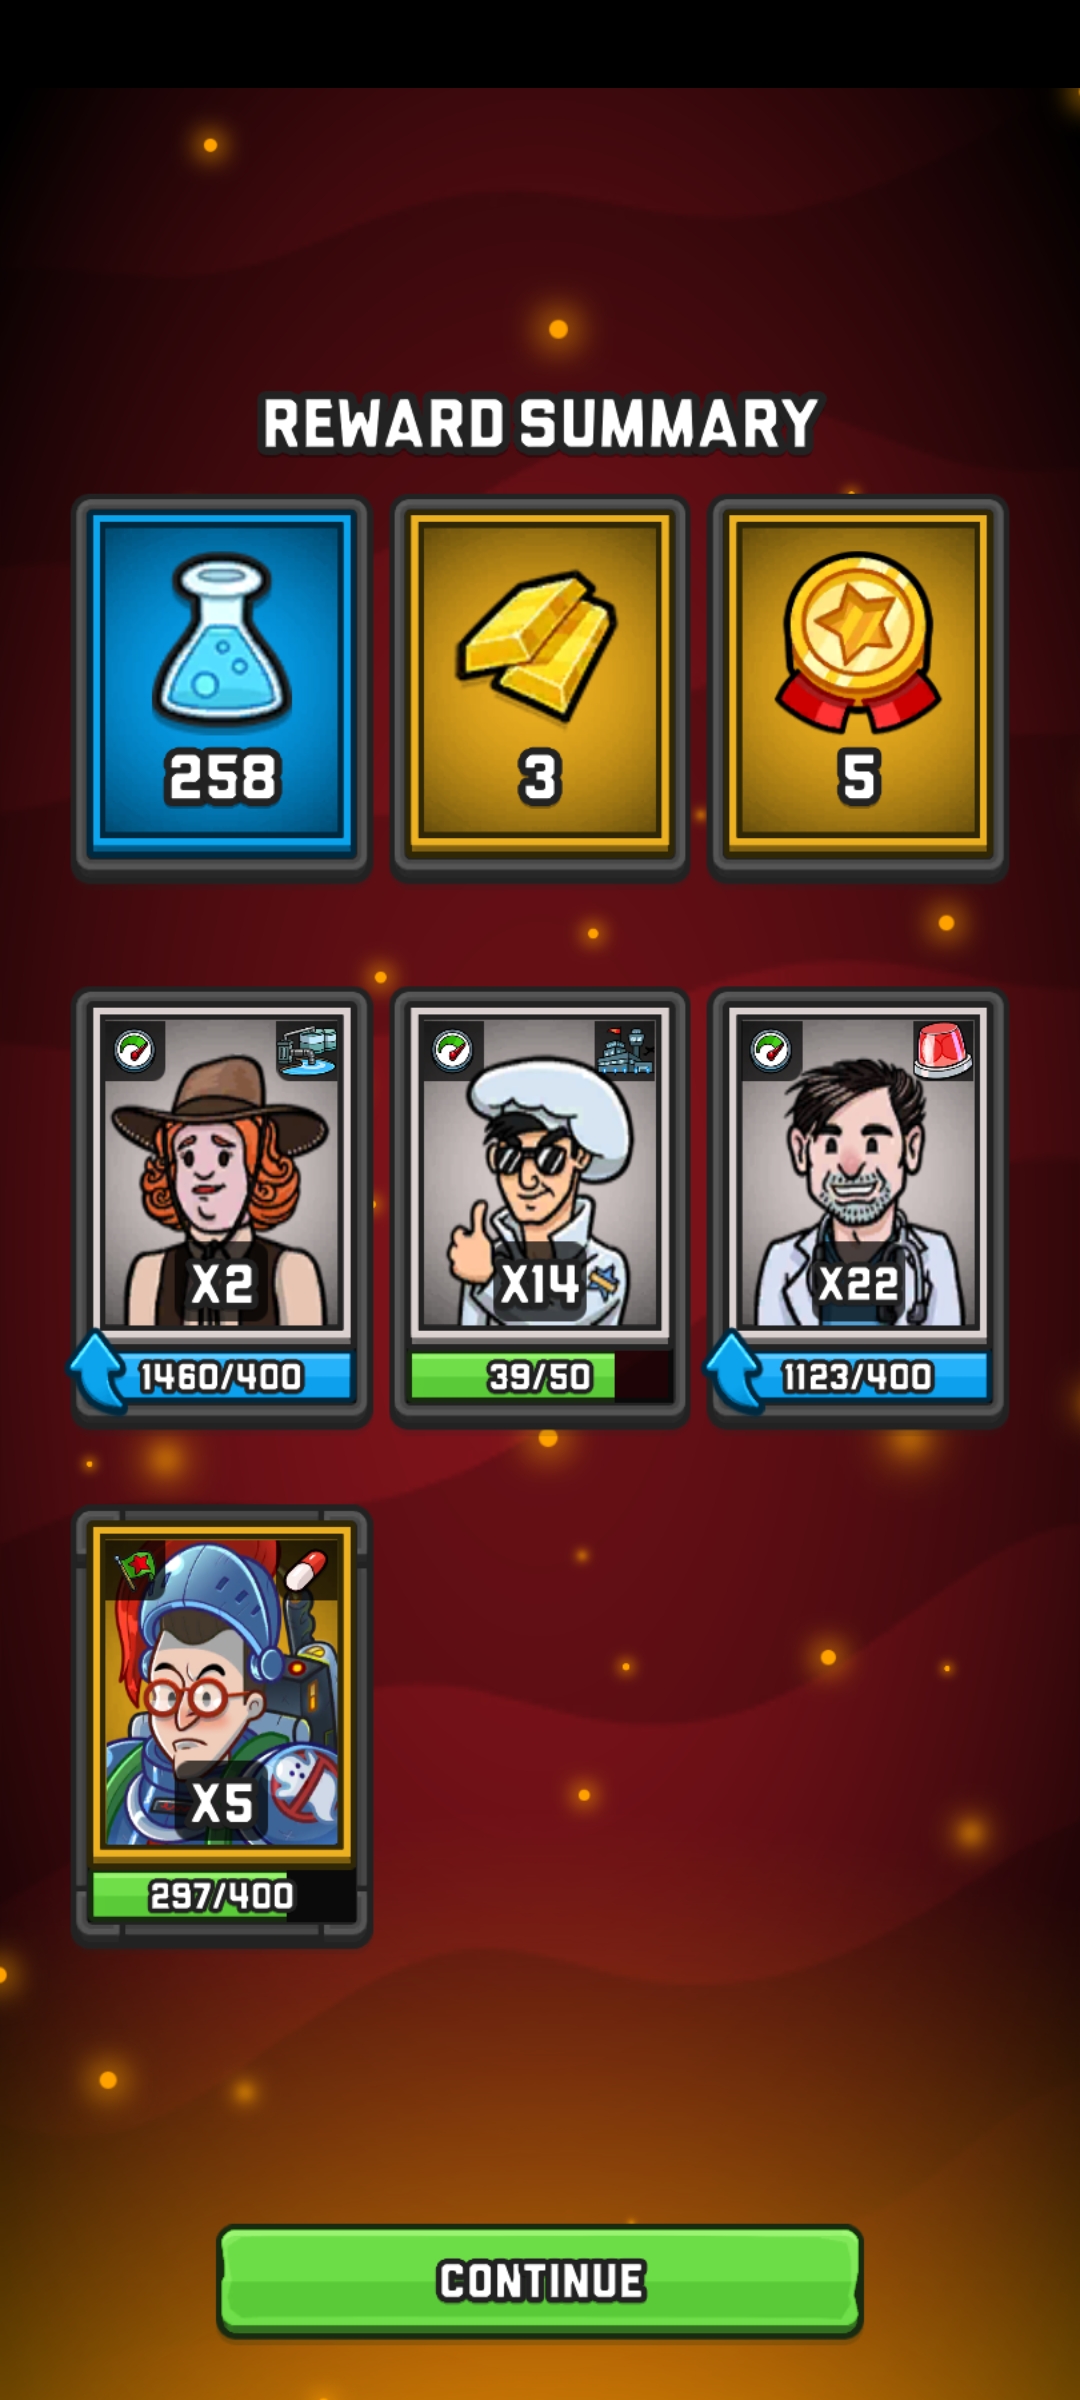 REWARD SUMMARY
258
3
5
X2
X14
X22
1460/400
39/50
1123/400
X5
297/400
CONTINUE